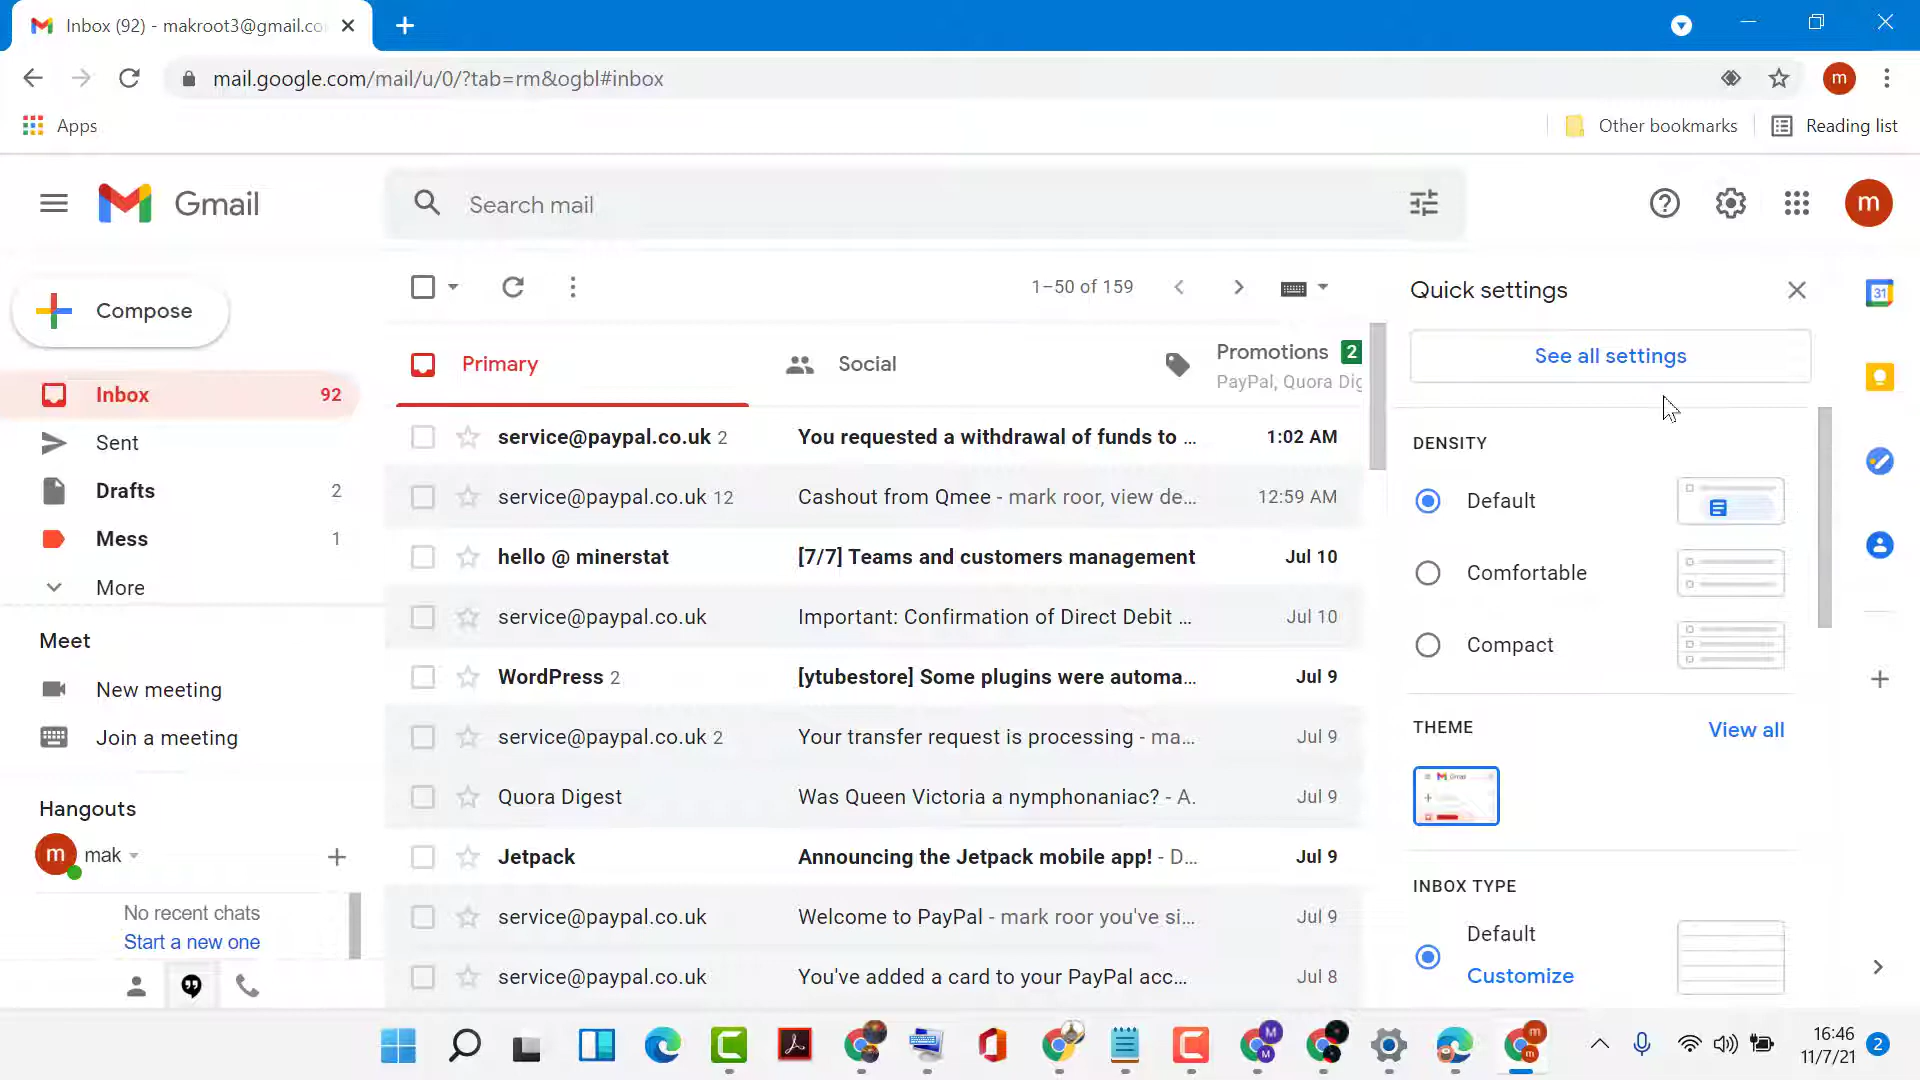 Inbox (92) - makroot3@gmail.co
mail.google.com/mail/u/0/?tab=rm&ogbl#inbox
m
Apps
Other bookmarks
Reading list
Gmail
Search mail
m
Compose
1–50 of 159
Quick settings
31
See all settings
Primary
Social
Promotions 2
PayPal, Quora Dig
Inbox 92
Sent
Drafts 2
Mess 1
More
service@paypal.co.uk 2 You requested a withdrawal of funds to ... 1:02 AM
service@paypal.co.uk 12 Cashout from Qmee - mark roor, view de... 12:59 AM
hello @ minerstat [7/7] Teams and customers management Jul 10
service@paypal.co.uk Important: Confirmation of Direct Debit ... Jul 10
WordPress 2 [ytubestore] Some plugins were automa... Jul 9
service@paypal.co.uk 2 Your transfer request is processing - ma... Jul 9
Quora Digest Was Queen Victoria a nymphonaniac? - A. Jul 9
Jetpack Announcing the Jetpack mobile app! - D... Jul 9
service@paypal.co.uk Welcome to PayPal - mark roor you've si... Jul 9
service@paypal.co.uk You've added a card to your PayPal acc... Jul 8
DENSITY
Default
Comfortable
Compact
THEME View all
Gmail
INBOX TYPE
Default
Customize
Meet
New meeting
Join a meeting
Hangouts
m mak
No recent chats
Start a new one
M
M
m
m
16:46
11/7/21
2